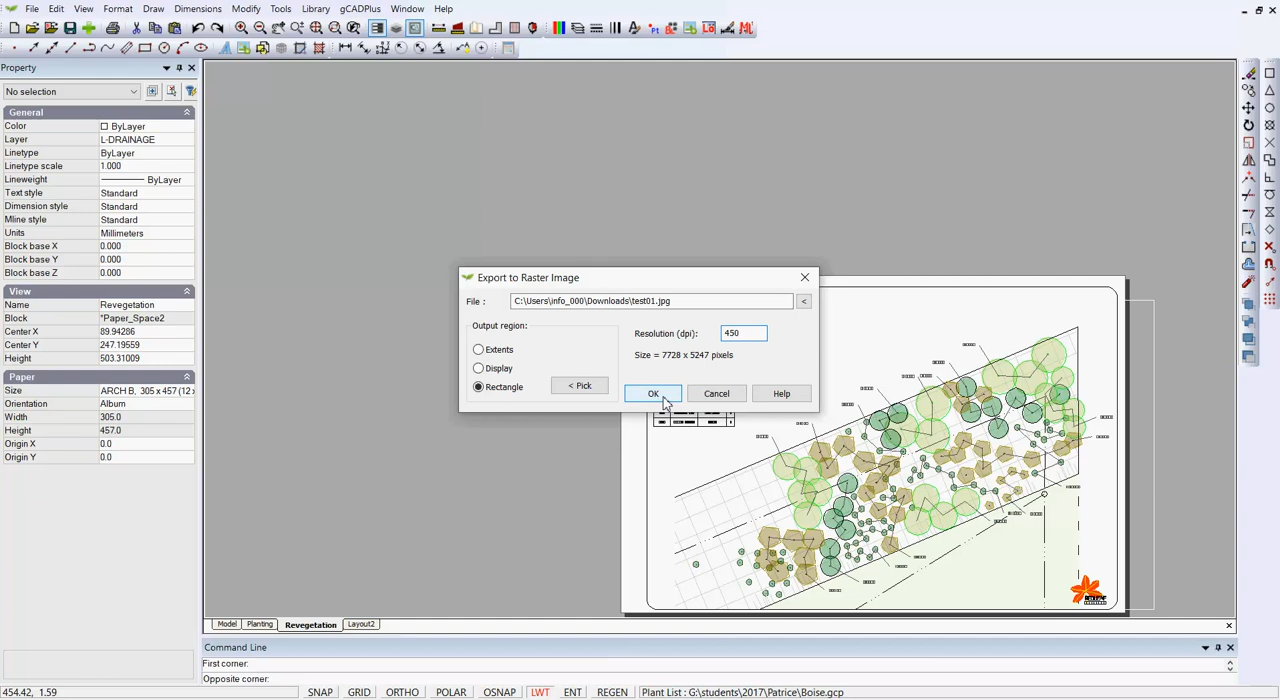 File Edit View Format Draw Dimensions Modify Tools Library gCADPlus Window Help
Property
No selection
General
Color ByLayer
Layer L-DRAINAGE
Linetype ByLayer
Linetype scale 1.000
Lineweight ByLayer
Text style Standard
Dimension style Standard
Mline style Standard
Units Millimeters
Block base X 0.000
Block base Y 0.000
Block base Z 0.000
View
Name Revegetation
Block *Paper_Space2
Center X 89.94286
Center Y 247.19559
Height 503.31009
Paper
Size ARCH B, 305 x 457 (12 x
Orientation Album
Width 305.0
Height 457.0
Origin X 0.0
Origin Y 0.0
Export to Raster Image
File : C:\Users\info_000\Downloads\test01.jpg <
Output region:
Extents
Display
Rectangle
< Pick
Resolution (dpi): 450
Size = 7728 x 5247 pixels
OK Cancel Help
Model Planting Revegetation Layout2
Command Line
First corner:
Opposite corner:
454.42, 1.59 SNAP GRID ORTHO POLAR OSNAP LWT ENT REGEN Plant List : G:\students\2017\Patrice\Boise.gcp